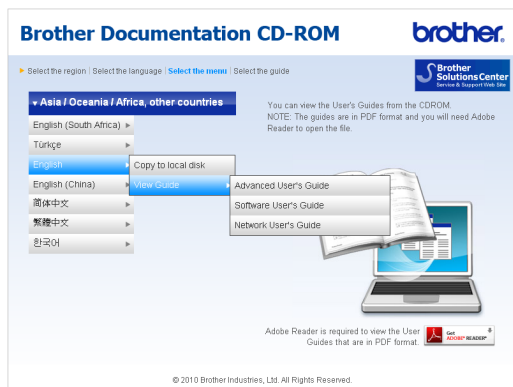 Brother Documentation CD-ROM
brother
Select the region | Select the language | Select the menu | Select the guide
Brother
SolutionsCenter
Service & Support Web Site
Asia / Oceania / Africa, other countries
You can view the User's Guides from the CDROM.
NOTE: The guides are in PDF format and you will need Adobe
Reader to open the file.
English (South Africa)
Türkçe
English
Copy to local disk
English (China)
View Guide
Advanced User's Guide
简体中文
Software User's Guide
繁體中文
Network User's Guide
한국어
Adobe Reader is required to view the User
Guides that are in PDF format.
Get
ADOBE® READER®
© 2010 Brother Industries, Ltd. All Rights Reserved.